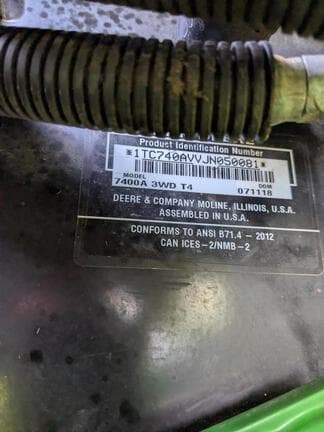 Product Identification Number
*1TC740AVVJN050081*
MODEL DOM
7400A 3WD T4 071118
DEERE & COMPANY MOLINE, ILLINOIS, U.S.A.
ASSEMBLED IN U.S.A.
CONFORMS TO ANSI B71.4 - 2012
CAN ICES-2/NMB-2